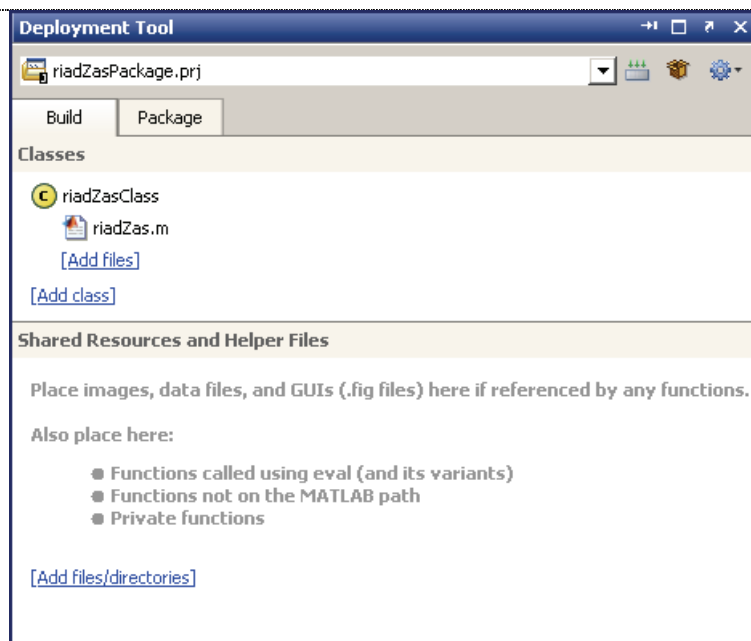 Deployment Tool
riadZasPackage.prj
Build Package
Classes
riadZasClass
riadZas.m
[Add files]
[Add class]
Shared Resources and Helper Files
Place images, data files, and GUIs (.fig files) here if referenced by any functions.
Also place here:
Functions called using eval (and its variants)
Functions not on the MATLAB path
Private functions
[Add files/directories]